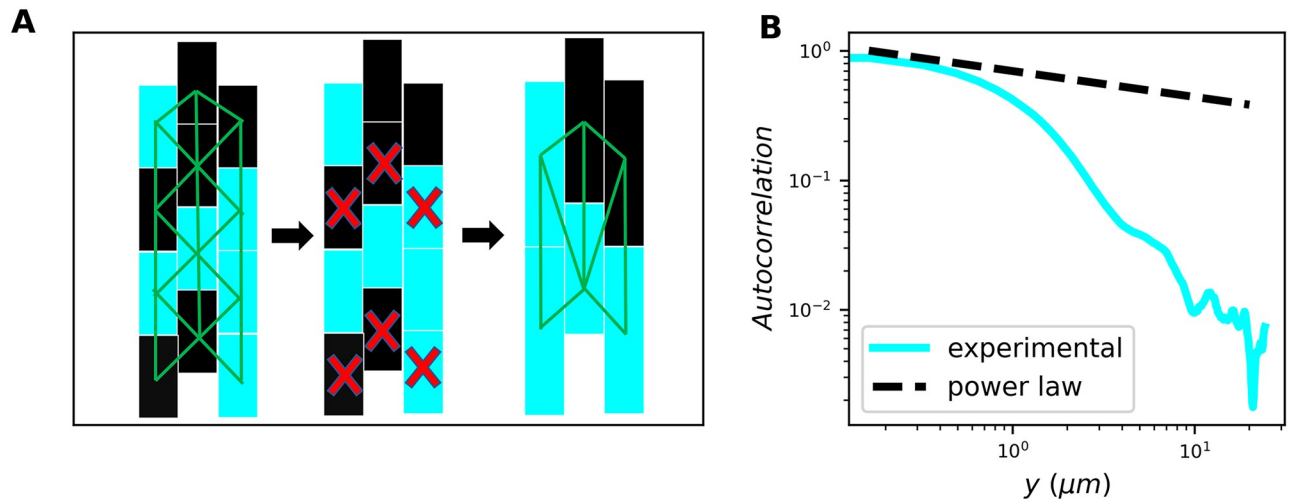 A
B
10⁰
10⁻¹
10⁻²
Autocorrelation
experimental
power law
10⁰
10¹
y (μm)